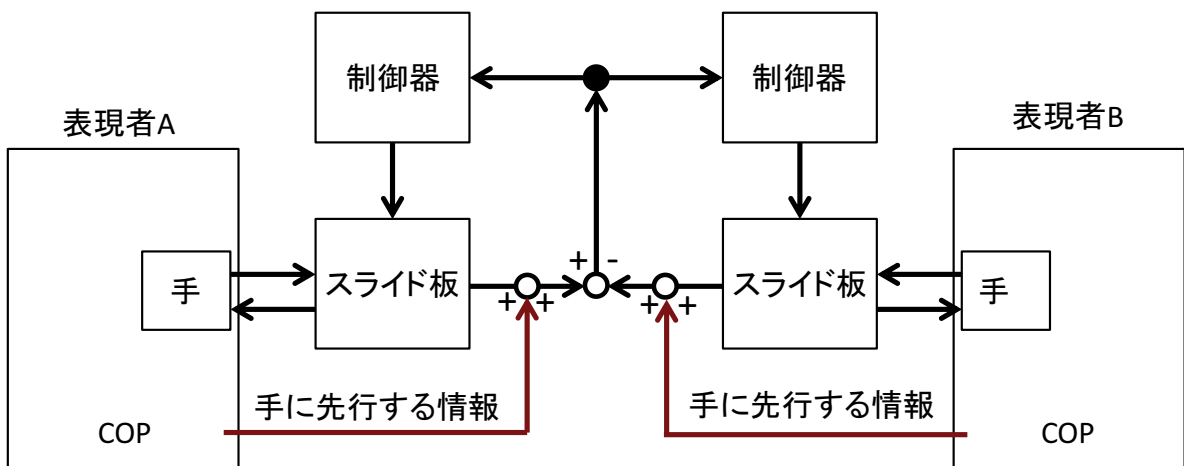 制御器
制御器
表現者A
表現者B
手
スライド板
+
-
スライド板
手
+
+
+
+
手に先行する情報
手に先行する情報
COP
COP